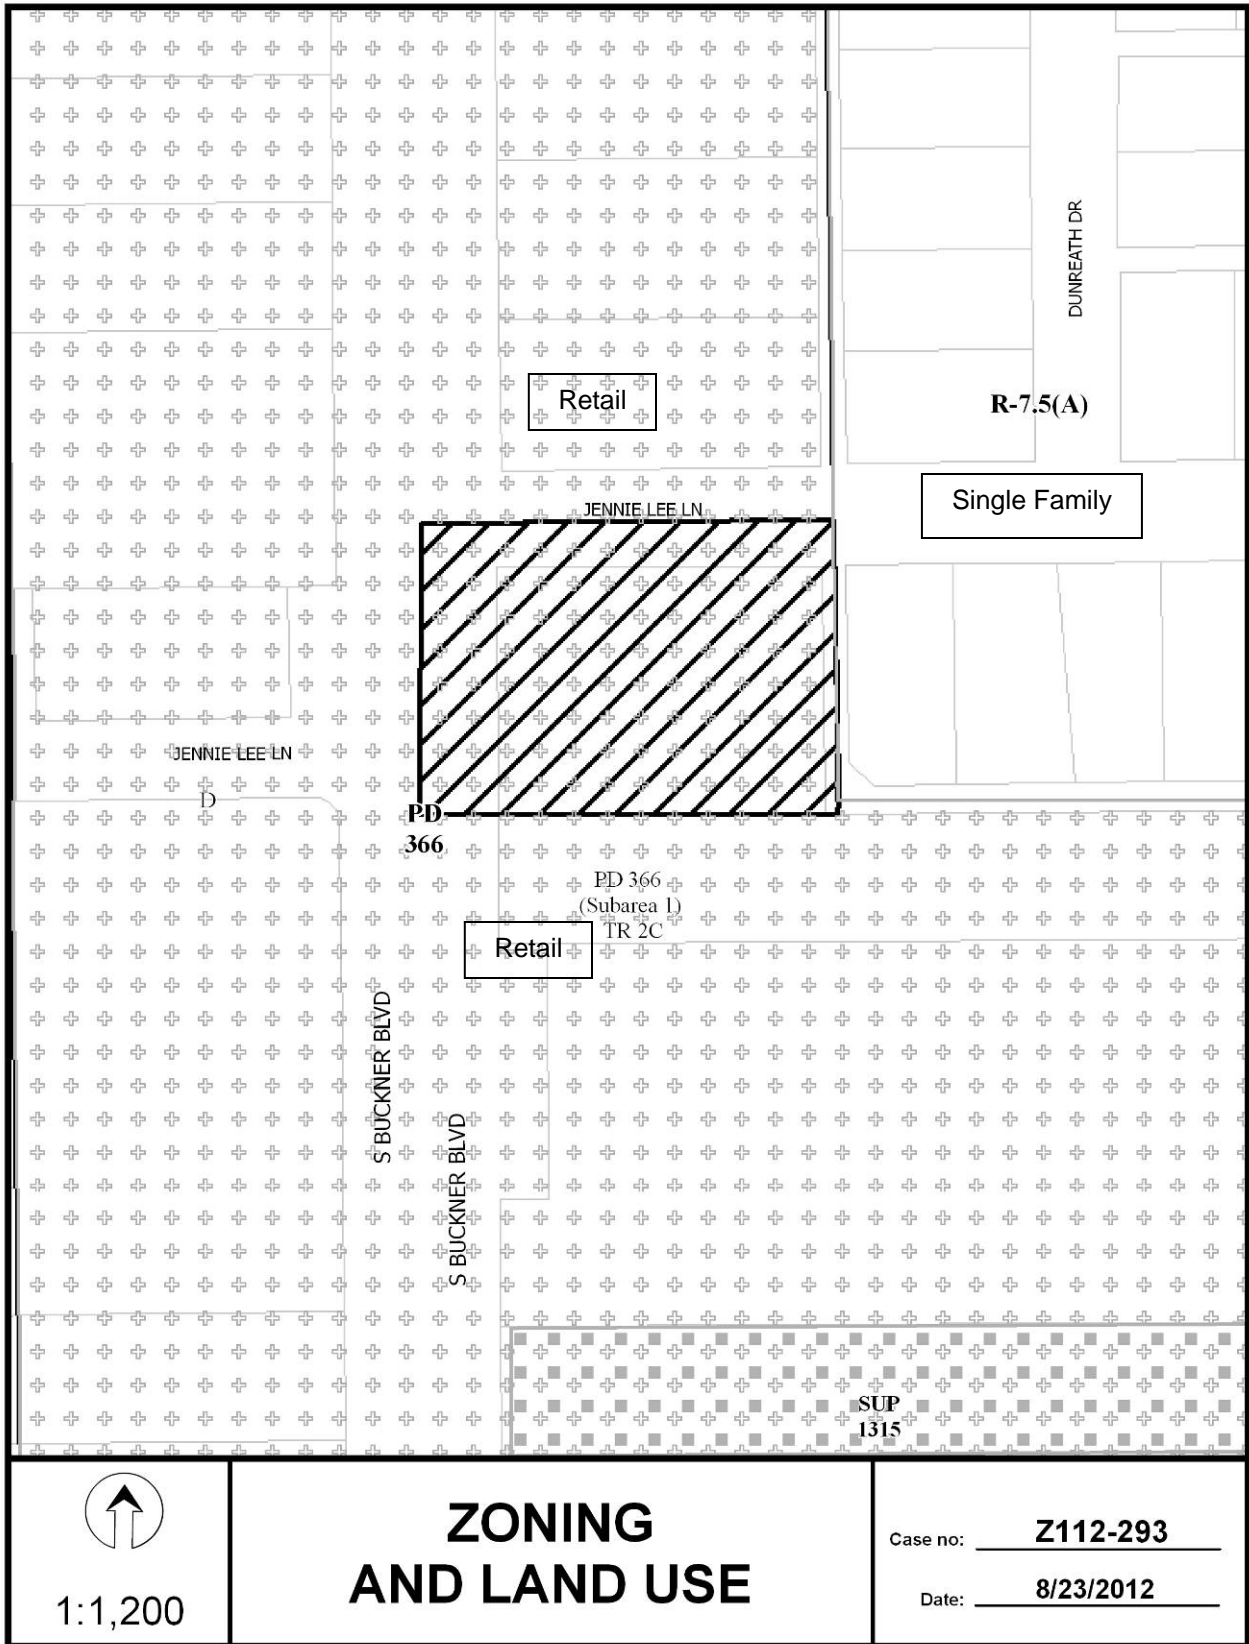 DUNREATH DR
Retail
R-7.5(A)
Single Family
JENNIE LEE LN
JENNIE LEE LN
D
PD
366
PD 366
(Subarea 1)
TR 2C
Retail
S BUCKNER BLVD
S BUCKNER BLVD
SUP
1315
1:1,200
ZONING
AND LAND USE
Case no: Z112-293
Date: 8/23/2012